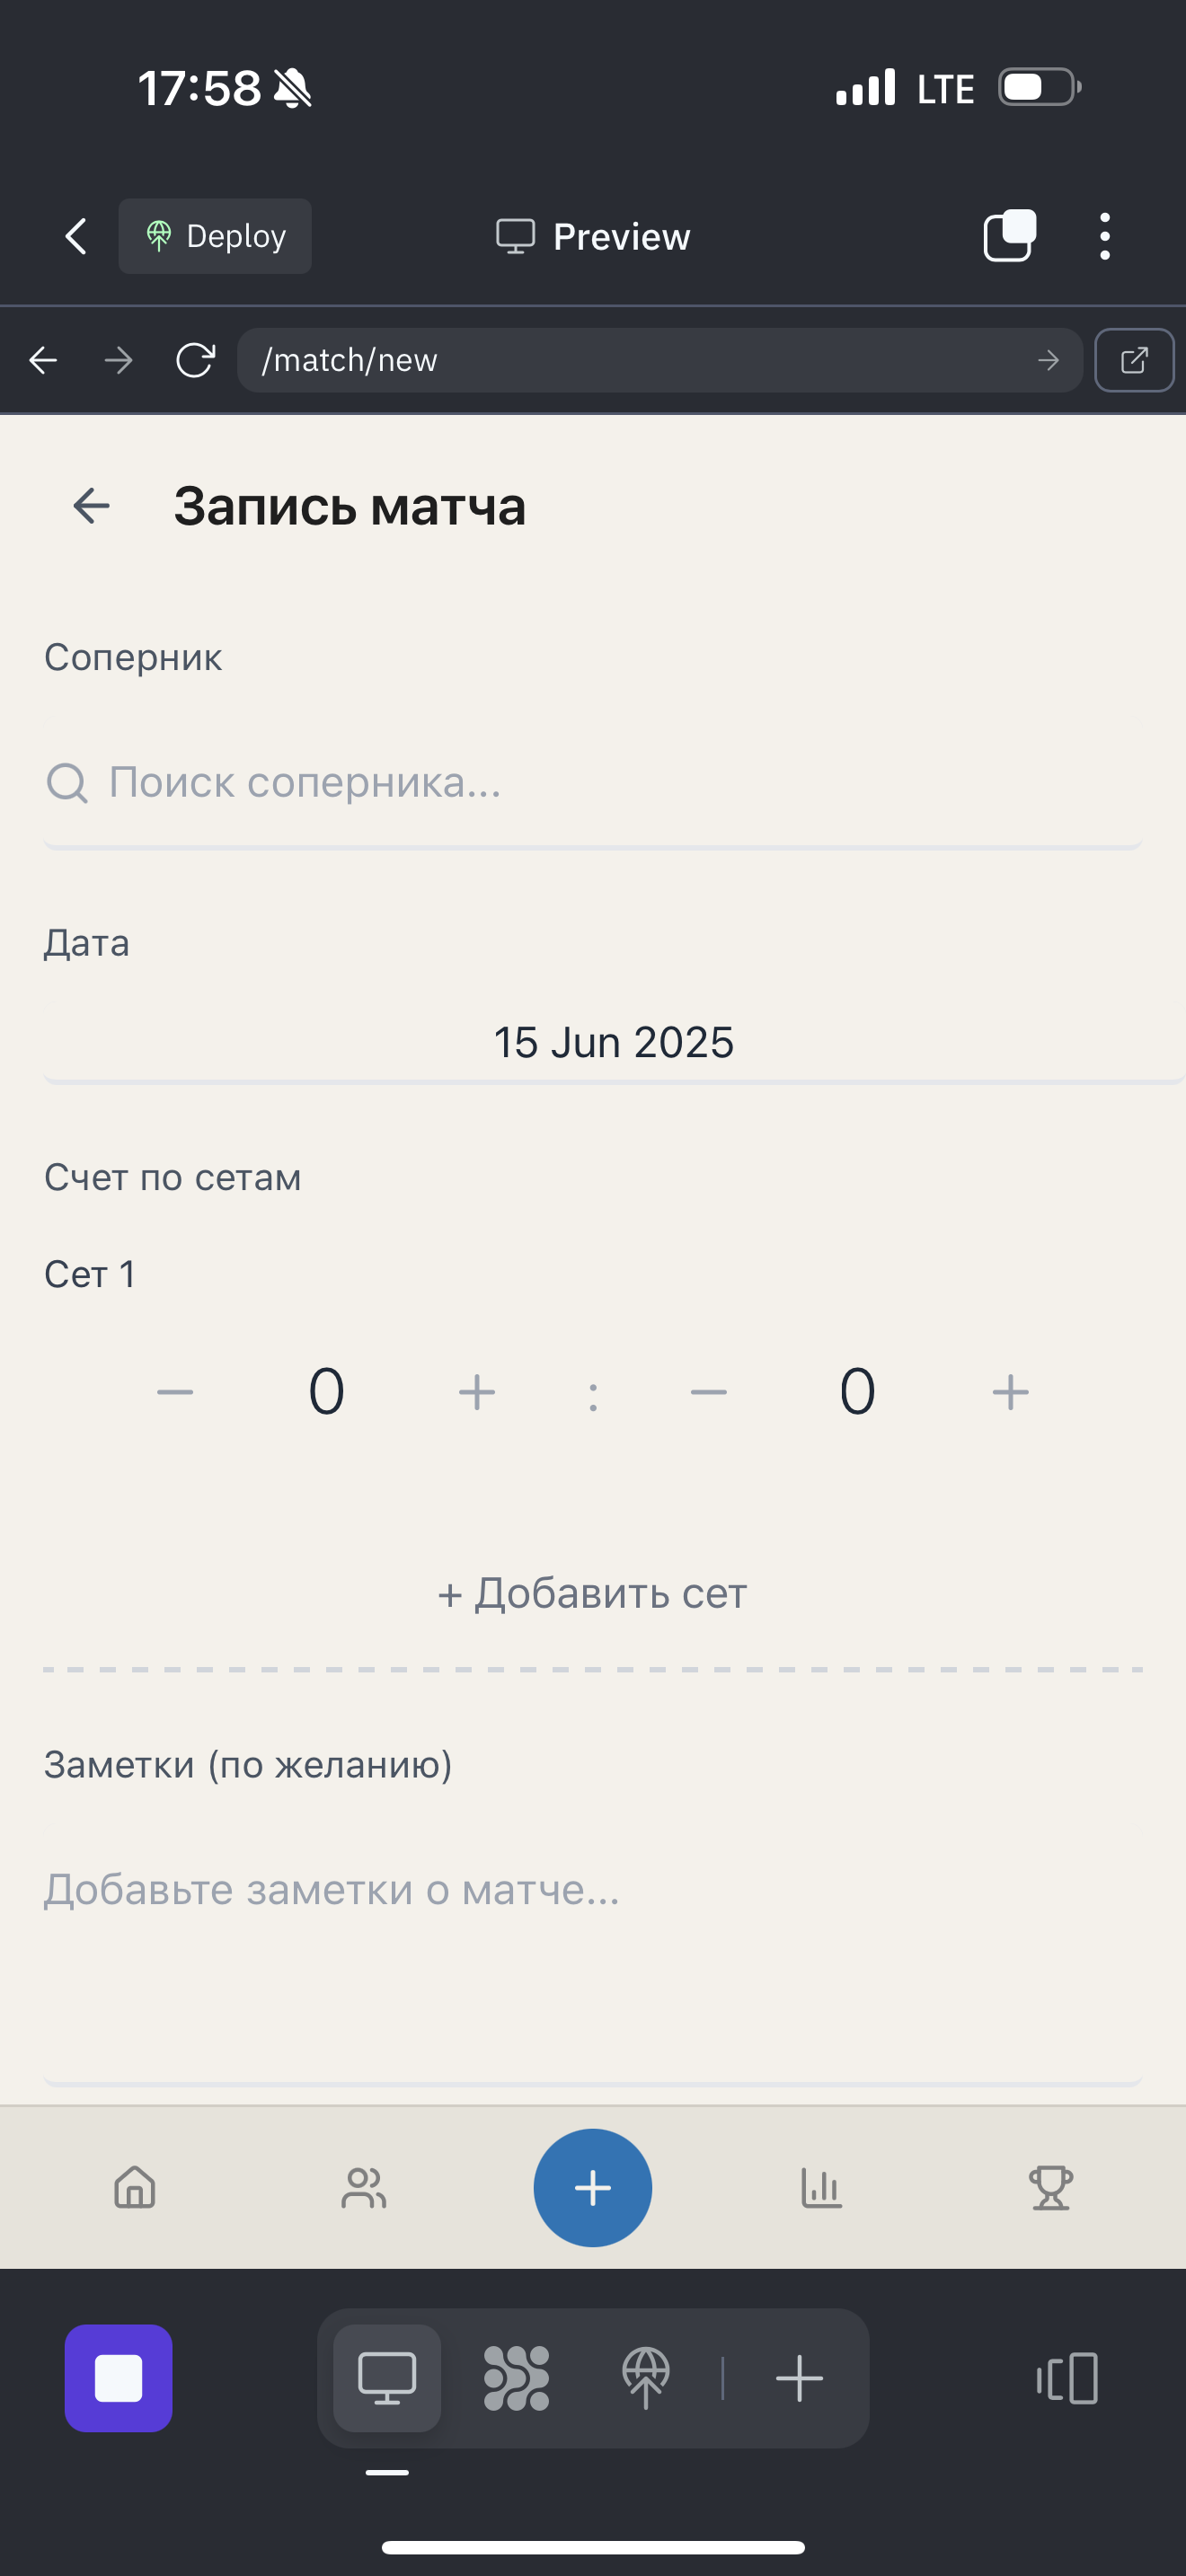 17:58
LTE
Deploy
Preview
/match/new
Запись матча
Соперник
Поиск соперника...
Дата
15 Jun 2025
Счет по сетам
Сет 1
− 0 + : − 0 +
+ Добавить сет
Заметки (по желанию)
Добавьте заметки о матче...